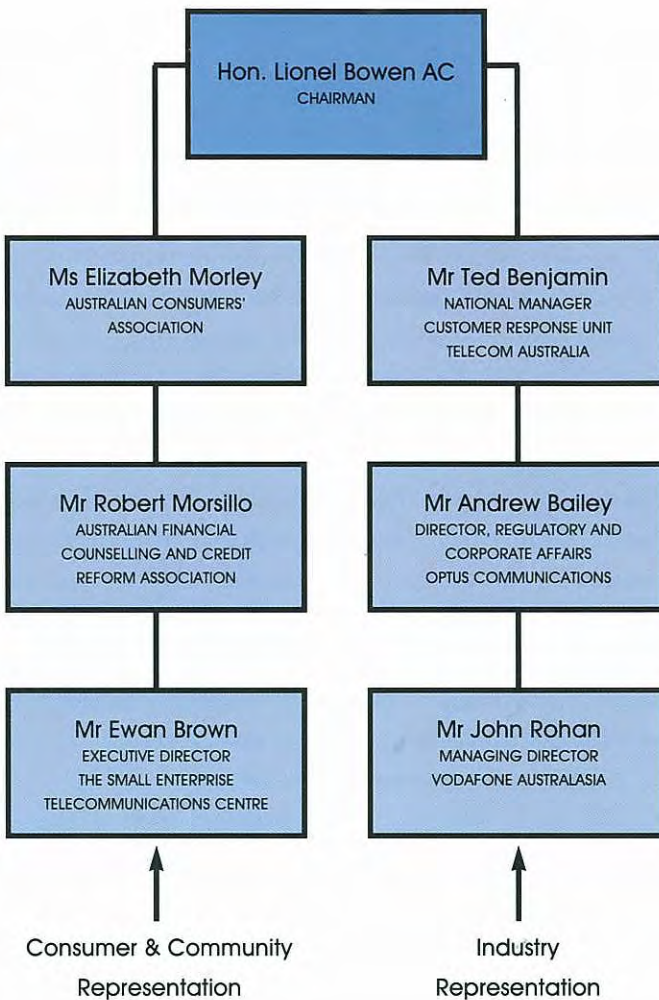 Hon. Lionel Bowen AC
CHAIRMAN
Ms Elizabeth Morley
AUSTRALIAN CONSUMERS'
ASSOCIATION
Mr Robert Morsillo
AUSTRALIAN FINANCIAL
COUNSELLING AND CREDIT
REFORM ASSOCIATION
Mr Ewan Brown
EXECUTIVE DIRECTOR
THE SMALL ENTERPRISE
TELECOMMUNICATIONS CENTRE
Consumer & Community
Representation
Mr Ted Benjamin
NATIONAL MANAGER
CUSTOMER RESPONSE UNIT
TELECOM AUSTRALIA
Mr Andrew Bailey
DIRECTOR, REGULATORY AND
CORPORATE AFFAIRS
OPTUS COMMUNICATIONS
Mr John Rohan
MANAGING DIRECTOR
VODAFONE AUSTRALASIA
Industry
Representation